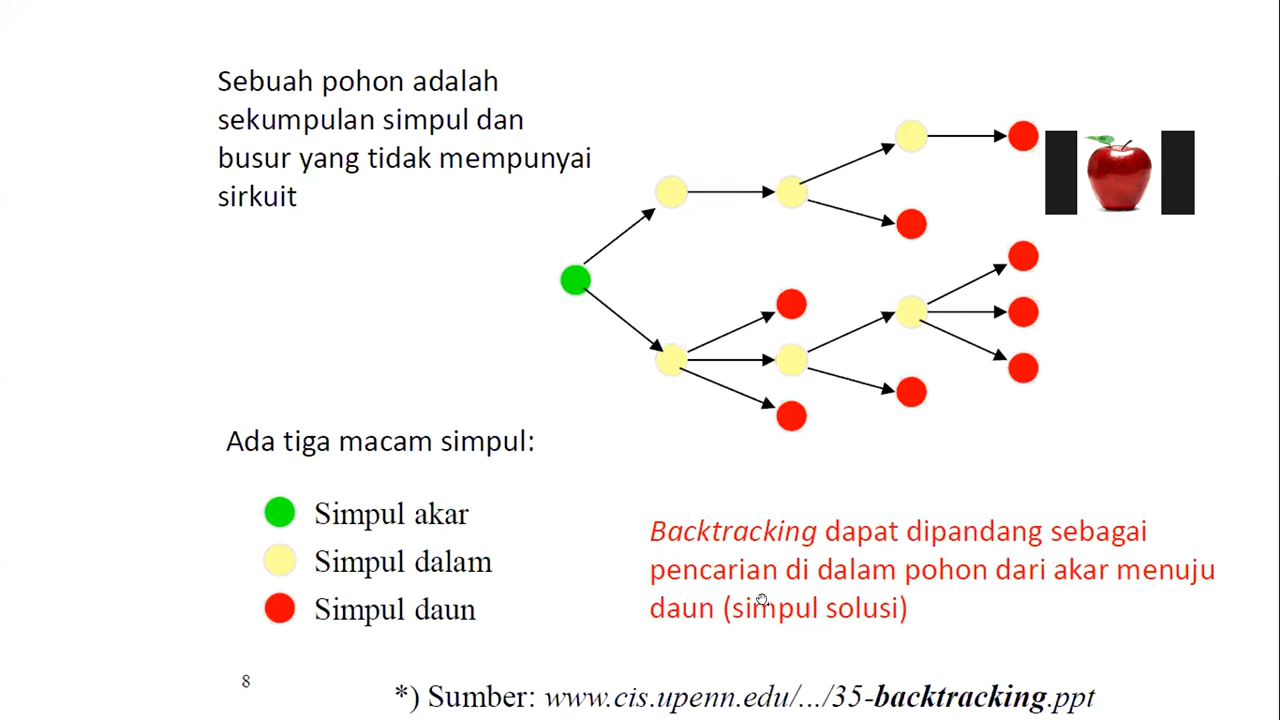 Sebuah pohon adalah
sekumpulan simpul dan
busur yang tidak mempunyai
sirkuit
Ada tiga macam simpul:
Simpul akar
Simpul dalam
Simpul daun
Backtracking dapat dipandang sebagai
pencarian di dalam pohon dari akar menuju
daun (simpul solusi)
8
*) Sumber: www.cis.upenn.edu/.../35-backtracking.ppt